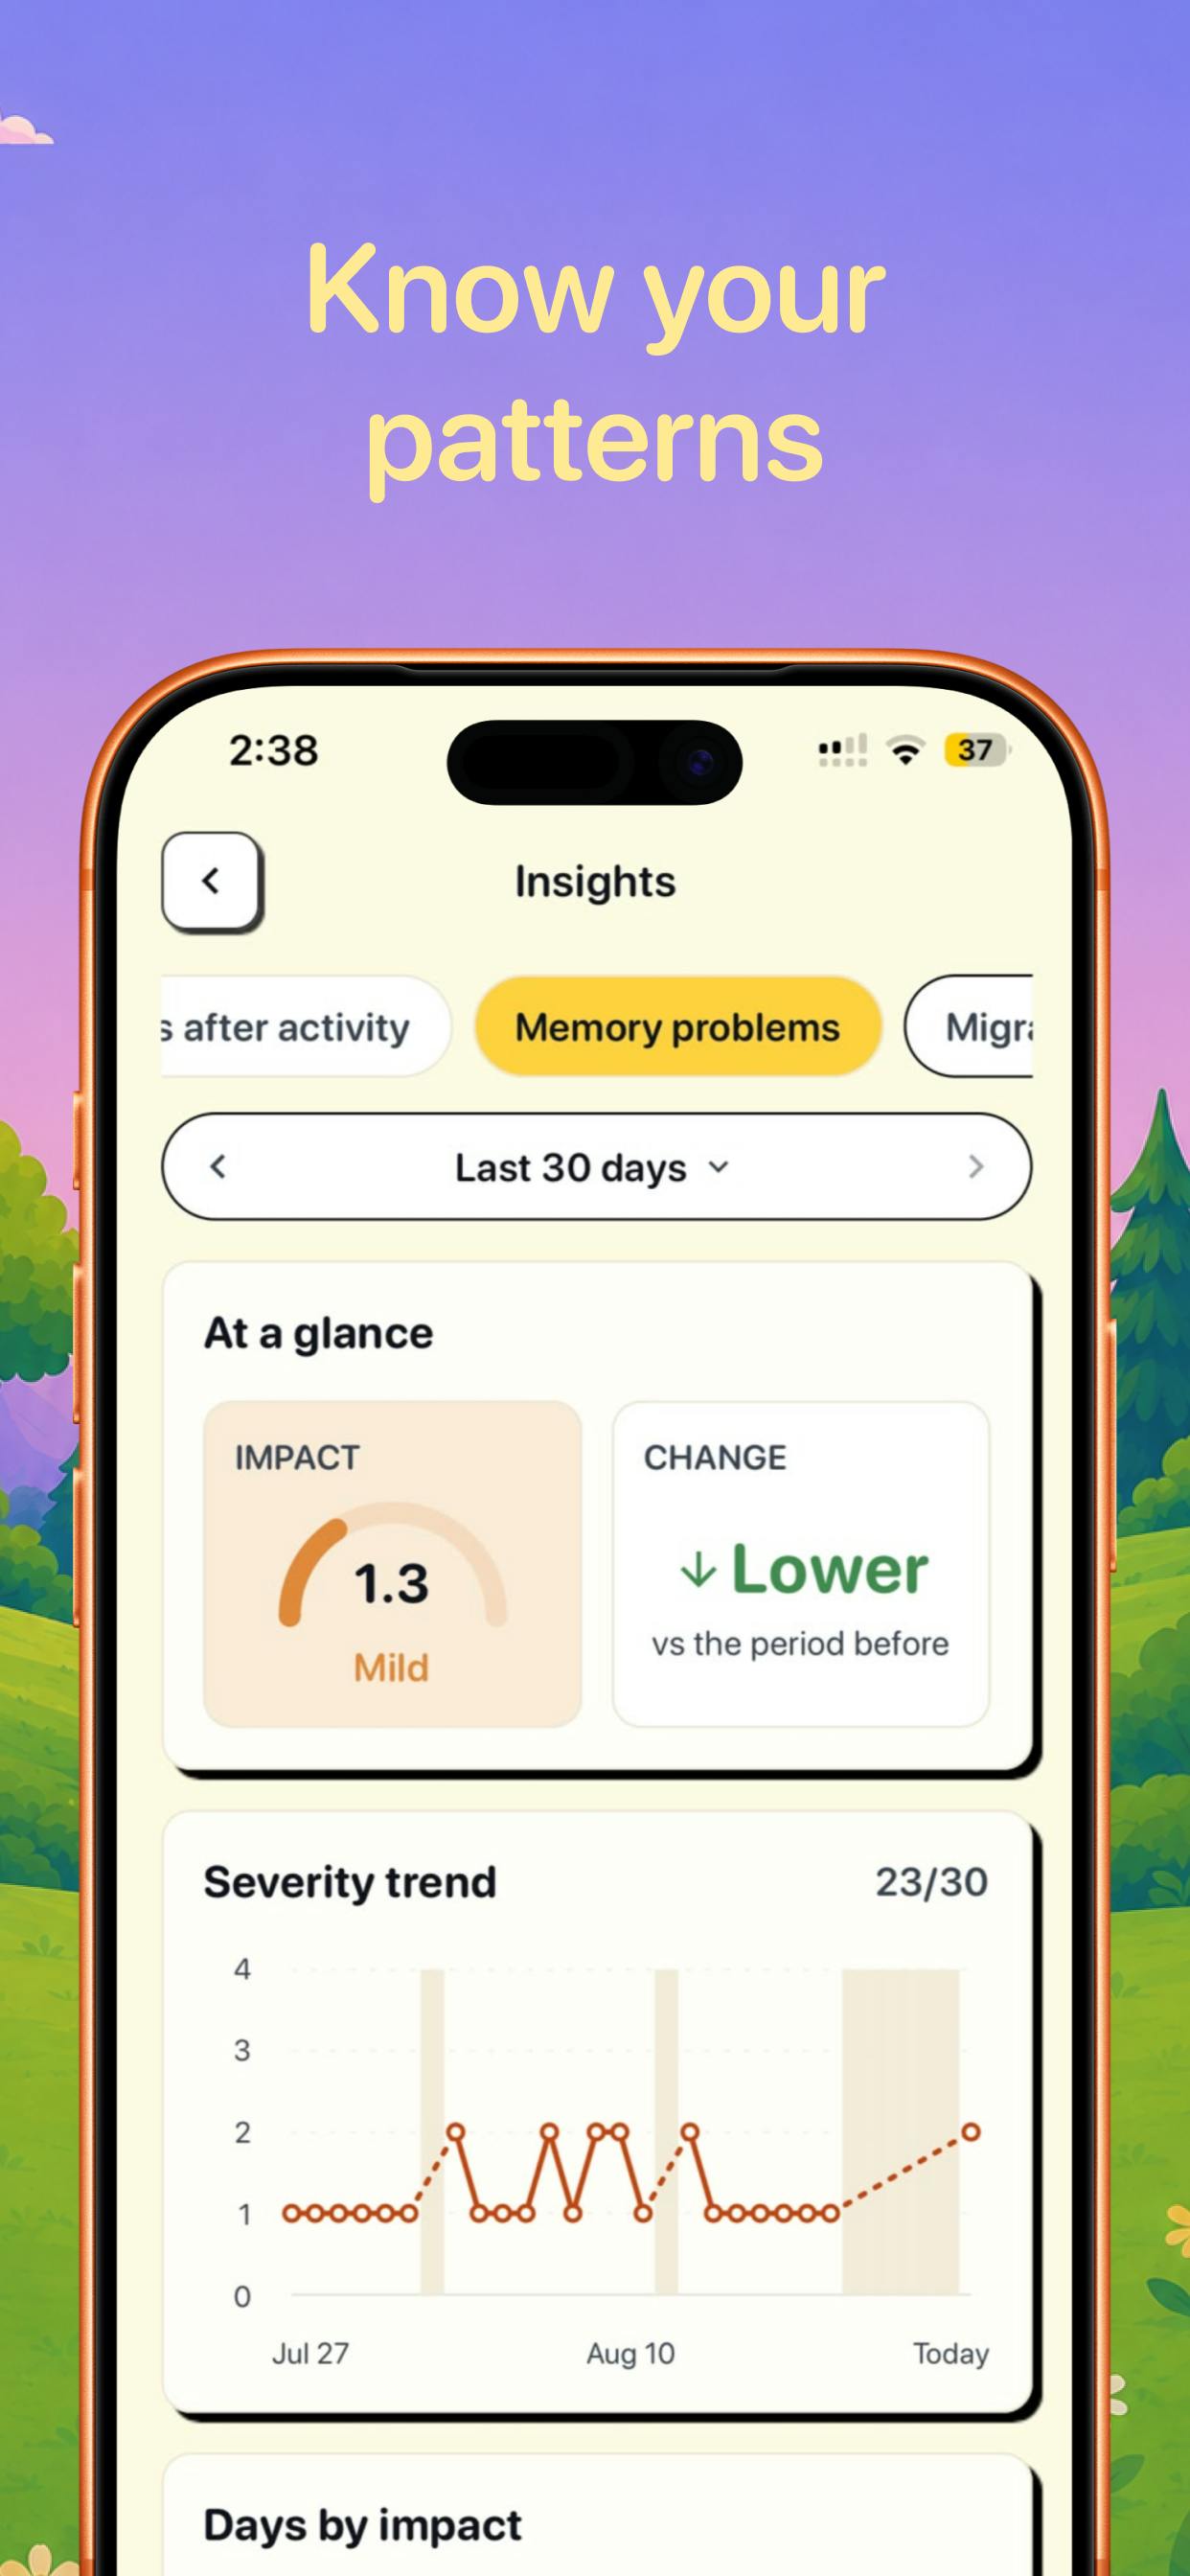 Know your
patterns
2:38
37
Insights
s after activity
Memory problems
Migra
Last 30 days
At a glance
IMPACT
CHANGE
1.3
Lower
Mild
vs the period before
Severity trend
23/30
4
3
2
1
0
Jul 27
Aug 10
Today
Days by impact